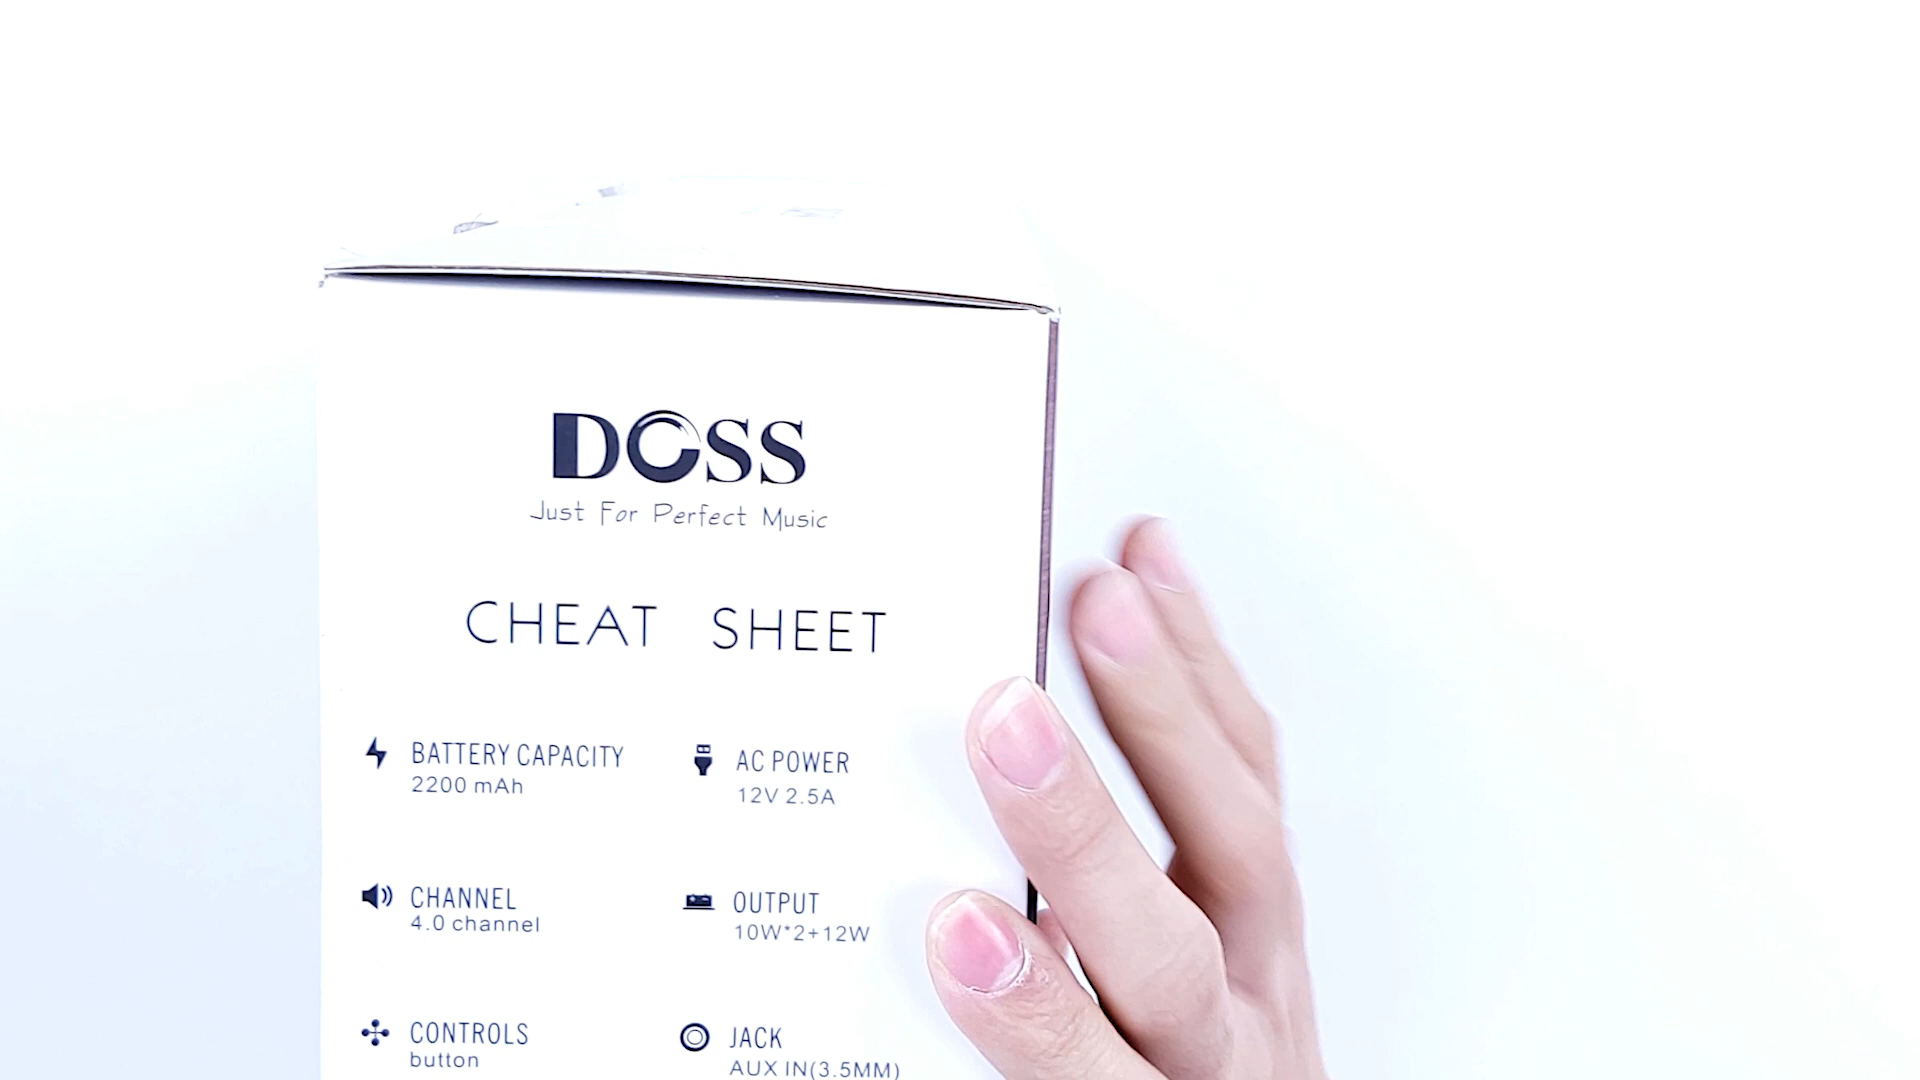 DOSS
Just For Perfect Music
CHEAT SHEET
BATTERY CAPACITY
2200 mAh
AC POWER
12V 2.5A
CHANNEL
4.0 channel
OUTPUT
10W*2+12W
CONTROLS
button
JACK
AUX IN(3.5MM)